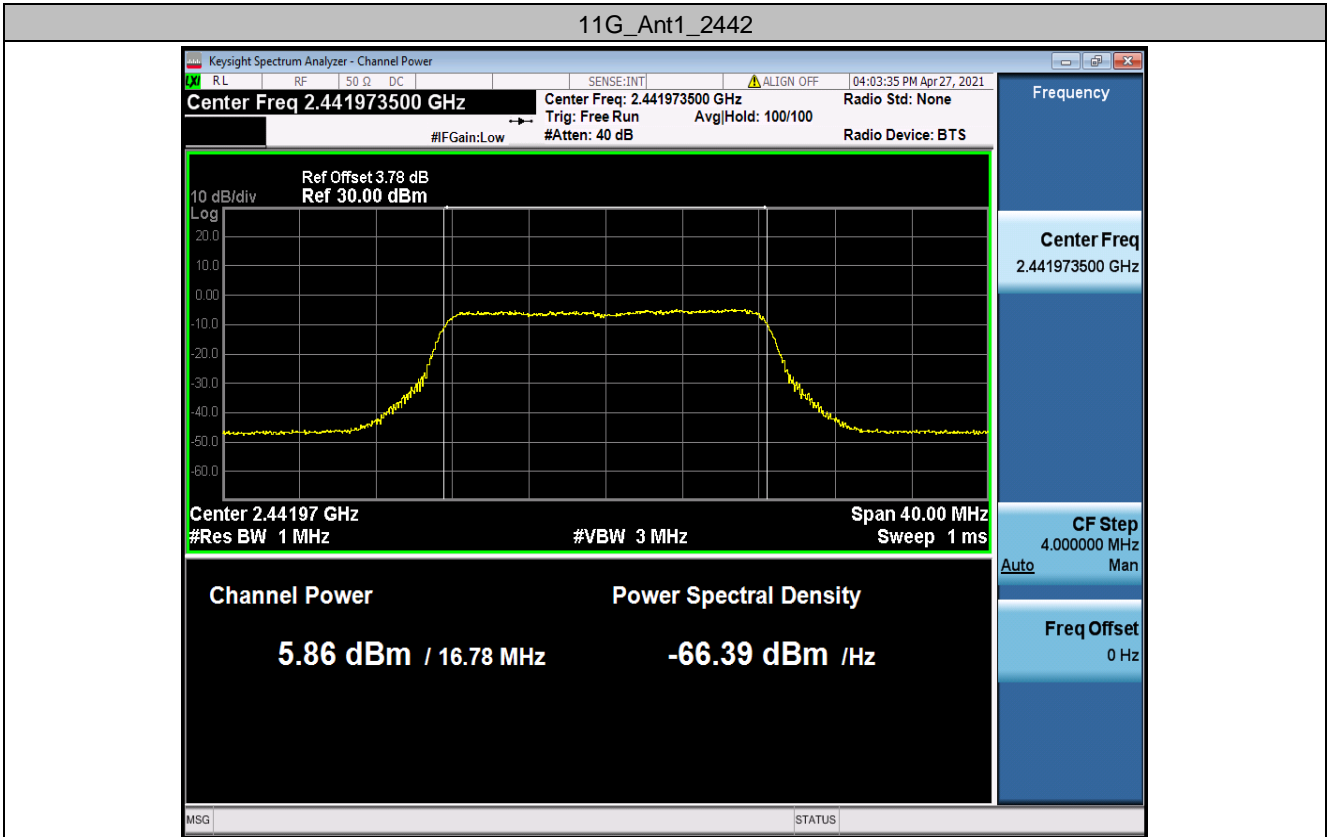 11G_Ant1_2442
Keysight Spectrum Analyzer - Channel Power
LXI RL RF 50 Ω DC SENSE:INT ALIGN OFF 04:03:35 PM Apr 27, 2021
Center Freq 2.441973500 GHz
Center Freq: 2.441973500 GHz
Radio Std: None
Trig: Free Run Avg|Hold: 100/100
#IFGain:Low
#Atten: 40 dB
Radio Device: BTS
Ref Offset 3.78 dB
10 dB/div Ref 30.00 dBm
Log
20.0
10.0
0.00
-10.0
-20.0
-30.0
-40.0
-50.0
-60.0
Center 2.44197 GHz
Span 40.00 MHz
#Res BW 1 MHz
#VBW 3 MHz
Sweep 1 ms
Channel Power
Power Spectral Density
5.86 dBm / 16.78 MHz
-66.39 dBm /Hz
Frequency
Center Freq
2.441973500 GHz
CF Step
4.000000 MHz
Auto Man
Freq Offset
0 Hz
MSG
STATUS